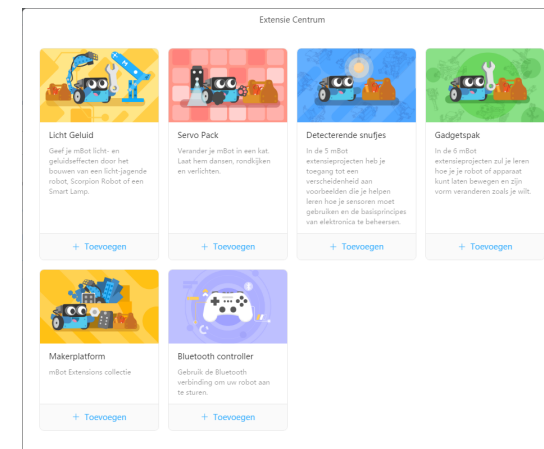 Extensie Centrum
Licht Geluid
Geef je mBot licht- en
geluidseffecten door het
bouwen van een licht-jagende
robot, Scorpion Robot of een
Smart Lamp.
+ Toevoegen
Servo Pack
Verander je mBot in een kat.
Laat hem dansen, rondkijken
en verlichten.
+ Toevoegen
Detecterende snufjes
In de 5 mBot
extensieprojecten heb je
toegang tot een
verscheidenheid aan
voorbeelden die je helpen
leren hoe je sensoren moet
gebruiken en de basisprincipes
van elektronica te beheersen.
+ Toevoegen
Gadgetspak
In de 6 mBot
extensieprojecten zul je leren
hoe je je robot of apparaat
kunt laten bewegen en zijn
vorm veranderen zoals je wilt.
+ Toevoegen
Makerplatform
mBot Extensions collectie
+ Toevoegen
Bluetooth controller
Gebruik de Bluetooth
verbinding om uw robot aan
te sturen.
+ Toevoegen